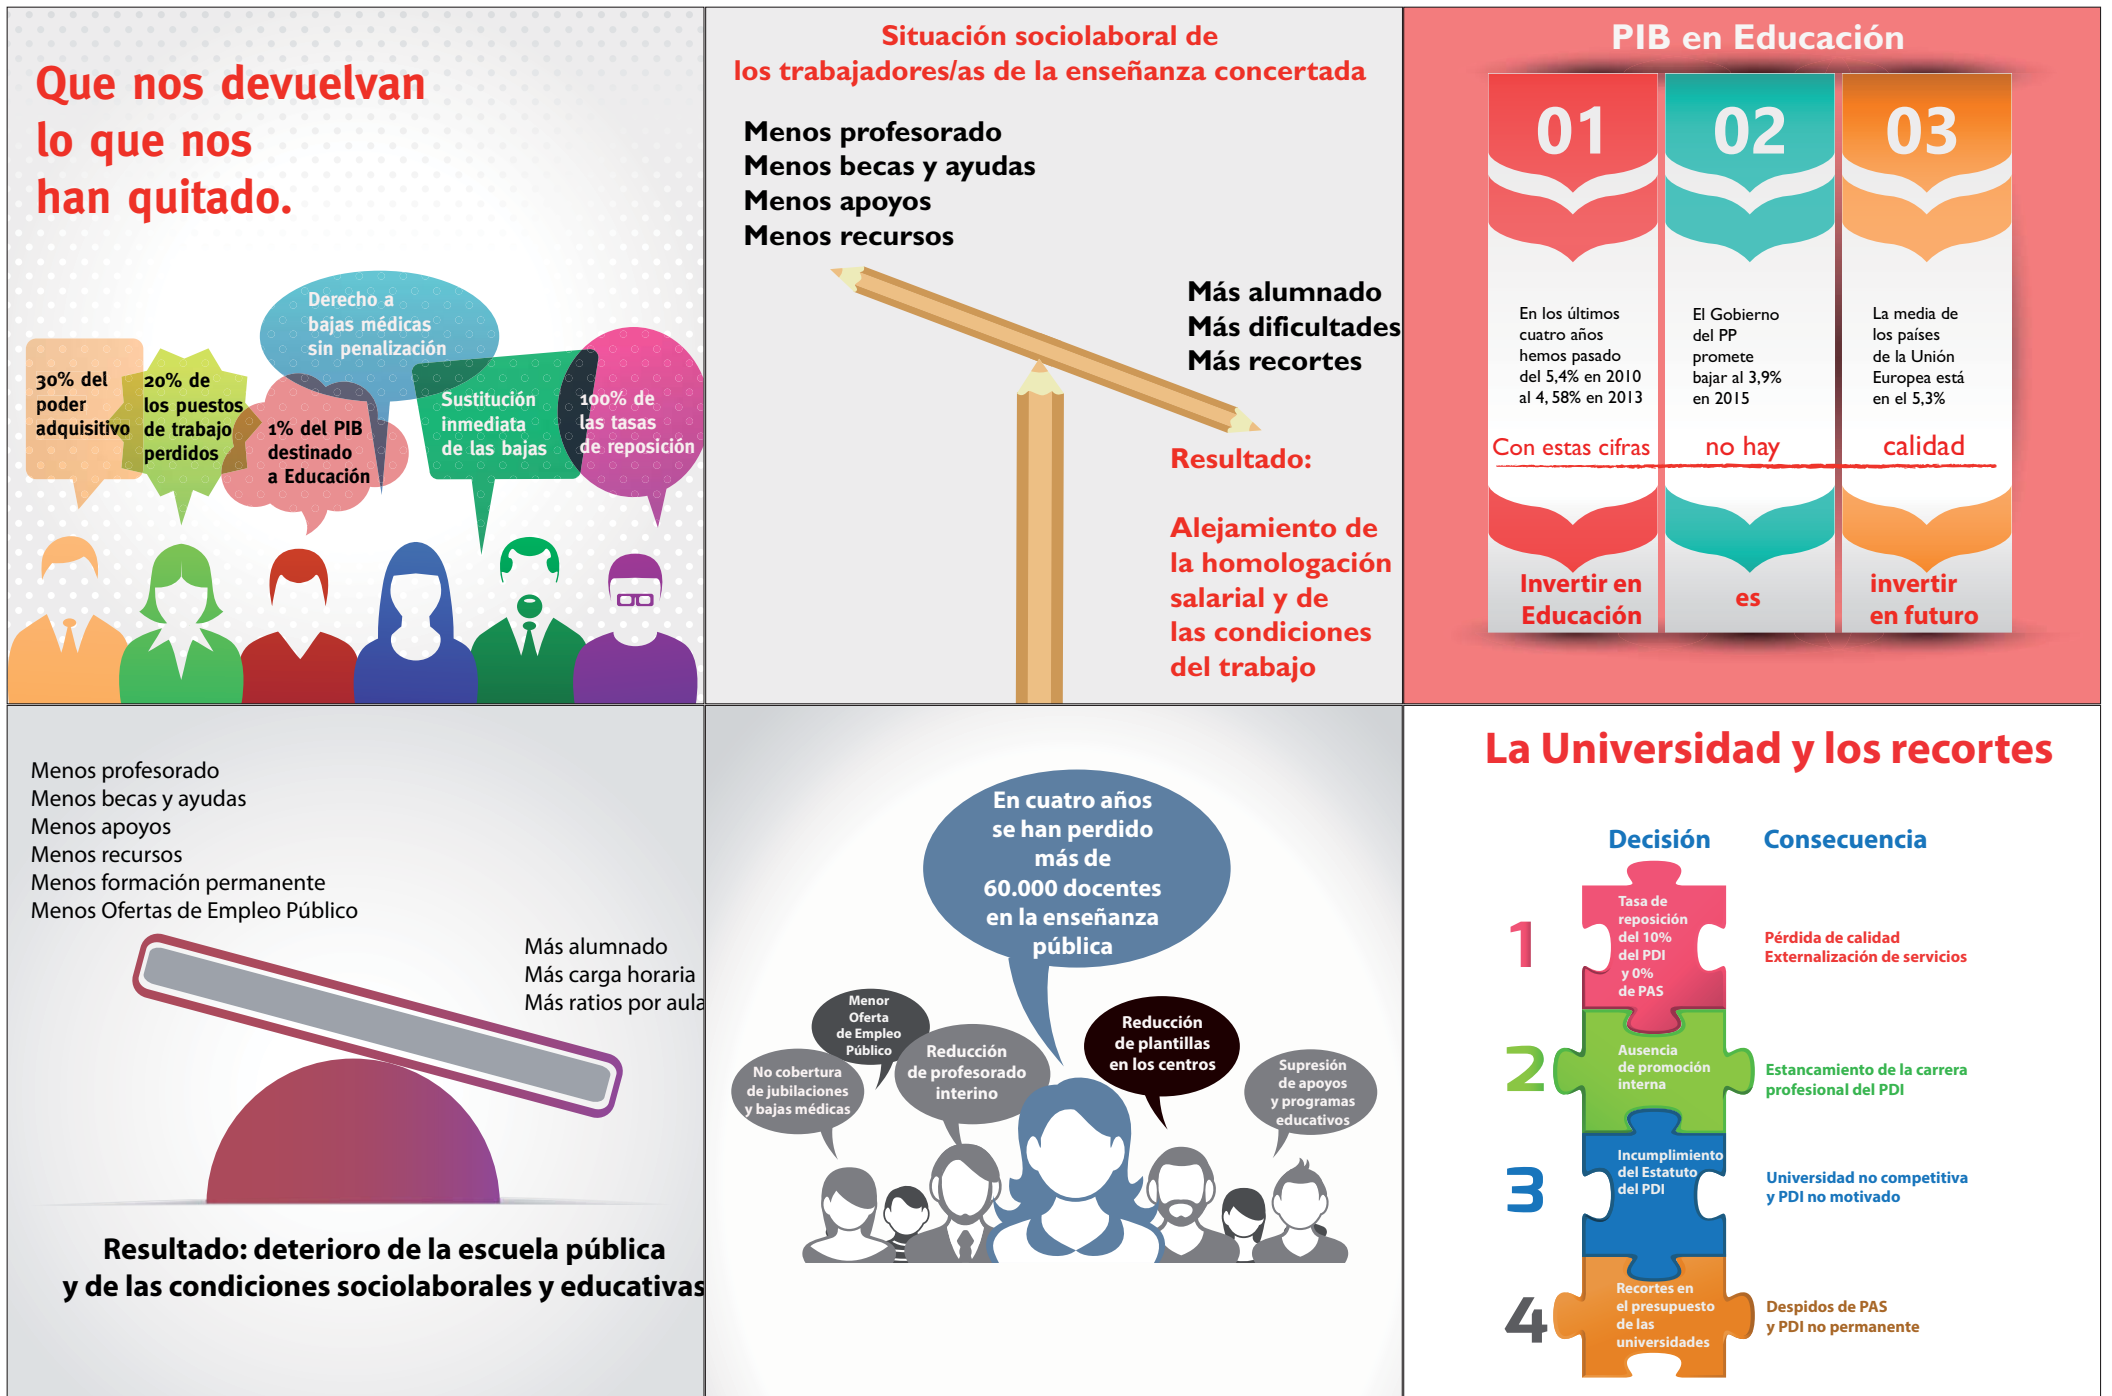 Que nos devuelvan
lo que nos
han quitado.
30% del
poder
adquisitivo
20% de
los puestos
de trabajo
perdidos
1% del PIB
destinado
a Educación
Derecho a
bajas médicas
sin penalización
Sustitución
inmediata
de las bajas
100% de
las tasas
de reposición
Situación sociolaboral de
los trabajadores/as de la enseñanza concertada
Menos profesorado
Menos becas y ayudas
Menos apoyos
Menos recursos
Más alumnado
Más dificultades
Más recortes
Resultado:
Alejamiento de
la homologación
salarial y de
las condiciones
del trabajo
PIB en Educación
01
En los últimos
cuatro años
hemos pasado
del 5,4% en 2010
al 4, 58% en 2013
02
El Gobierno
del PP
promete
bajar al 3,9%
en 2015
03
La media de
los países
de la Unión
Europea está
en el 5,3%
Con estas cifras no hay calidad
Invertir en
Educación
es
invertir
en futuro
Menos profesorado
Menos becas y ayudas
Menos apoyos
Menos recursos
Menos formación permanente
Menos Ofertas de Empleo Público
Más alumnado
Más carga horaria
Más ratios por aula
Resultado: deterioro de la escuela pública
y de las condiciones sociolaborales y educativas
En cuatro años
se han perdido
más de
60.000 docentes
en la enseñanza
pública
No cobertura
de jubilaciones
y bajas médicas
Menor
Oferta
de Empleo
Público
Reducción
de profesorado
interino
Reducción
de plantillas
en los centros
Supresión
de apoyos
y programas
educativos
La Universidad y los recortes
Decisión Consecuencia
1
Tasa de
reposición
del 10%
del PDI
y 0%
de PAS
Pérdida de calidad
Externalización de servicios
2
Ausencia
de promoción
interna
Estancamiento de la carrera
profesional del PDI
3
Incumplimiento
del Estatuto
del PDI
Universidad no competitiva
y PDI no motivado
4
Recortes en
el presupuesto
de las
universidades
Despidos de PAS
y PDI no permanente